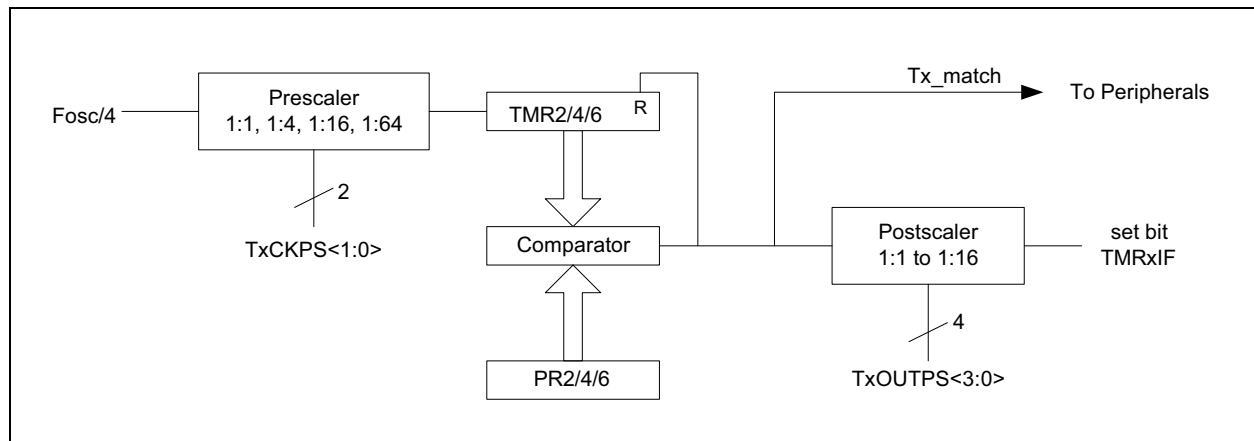 Fosc/4
Prescaler
1:1, 1:4, 1:16, 1:64
2
TxCKPS<1:0>
TMR2/4/6
R
Comparator
PR2/4/6
Tx_match
To Peripherals
Postscaler
1:1 to 1:16
4
TxOUTPS<3:0>
set bit
TMRxIF